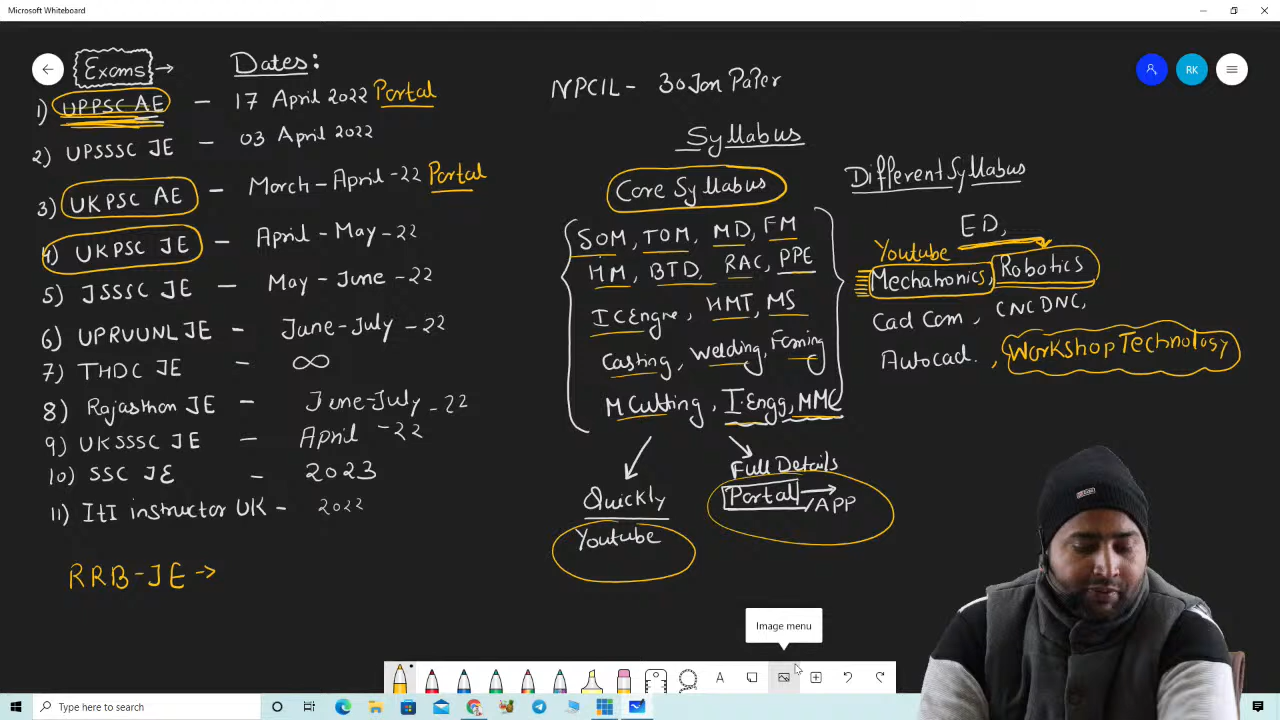 Microsoft Whiteboard
Exams → Dates:
1) UPPSC AE – 17 April 2022 Portal
2) UPSSSC JE – 03 April 2022
3) UKPSC AE – March-April-22 Portal
4) UKPSC JE – April-May-22
5) JSSSC JE – May-June-22
6) UPRVUNL JE – June-July-22
7) THDC JE – ∞
8) Rajasthan JE – June-July-22
9) UKSSSC JE – April-22
10) SSC JE – 2023
11) ItI instructor UK – 2022
RRB-JE →
NPCIL – 30 Jan Paper
Syllabus
Core Syllabus
SOM, TOM, MD, FM
HM, BTD, RAC, PPE
IC Engne, HMT, MS
Casting, Welding, Foming
M Cutting, I.Engg, MMC
Quickly
Youtube
Full Details
Portal → /APP
Different Syllabus
ED,
Youtube
Mechatronics, Robotics
Cad Cam, CNC DNC,
Autocad., Workshop Technology
RK
Image menu
A
Type here to search